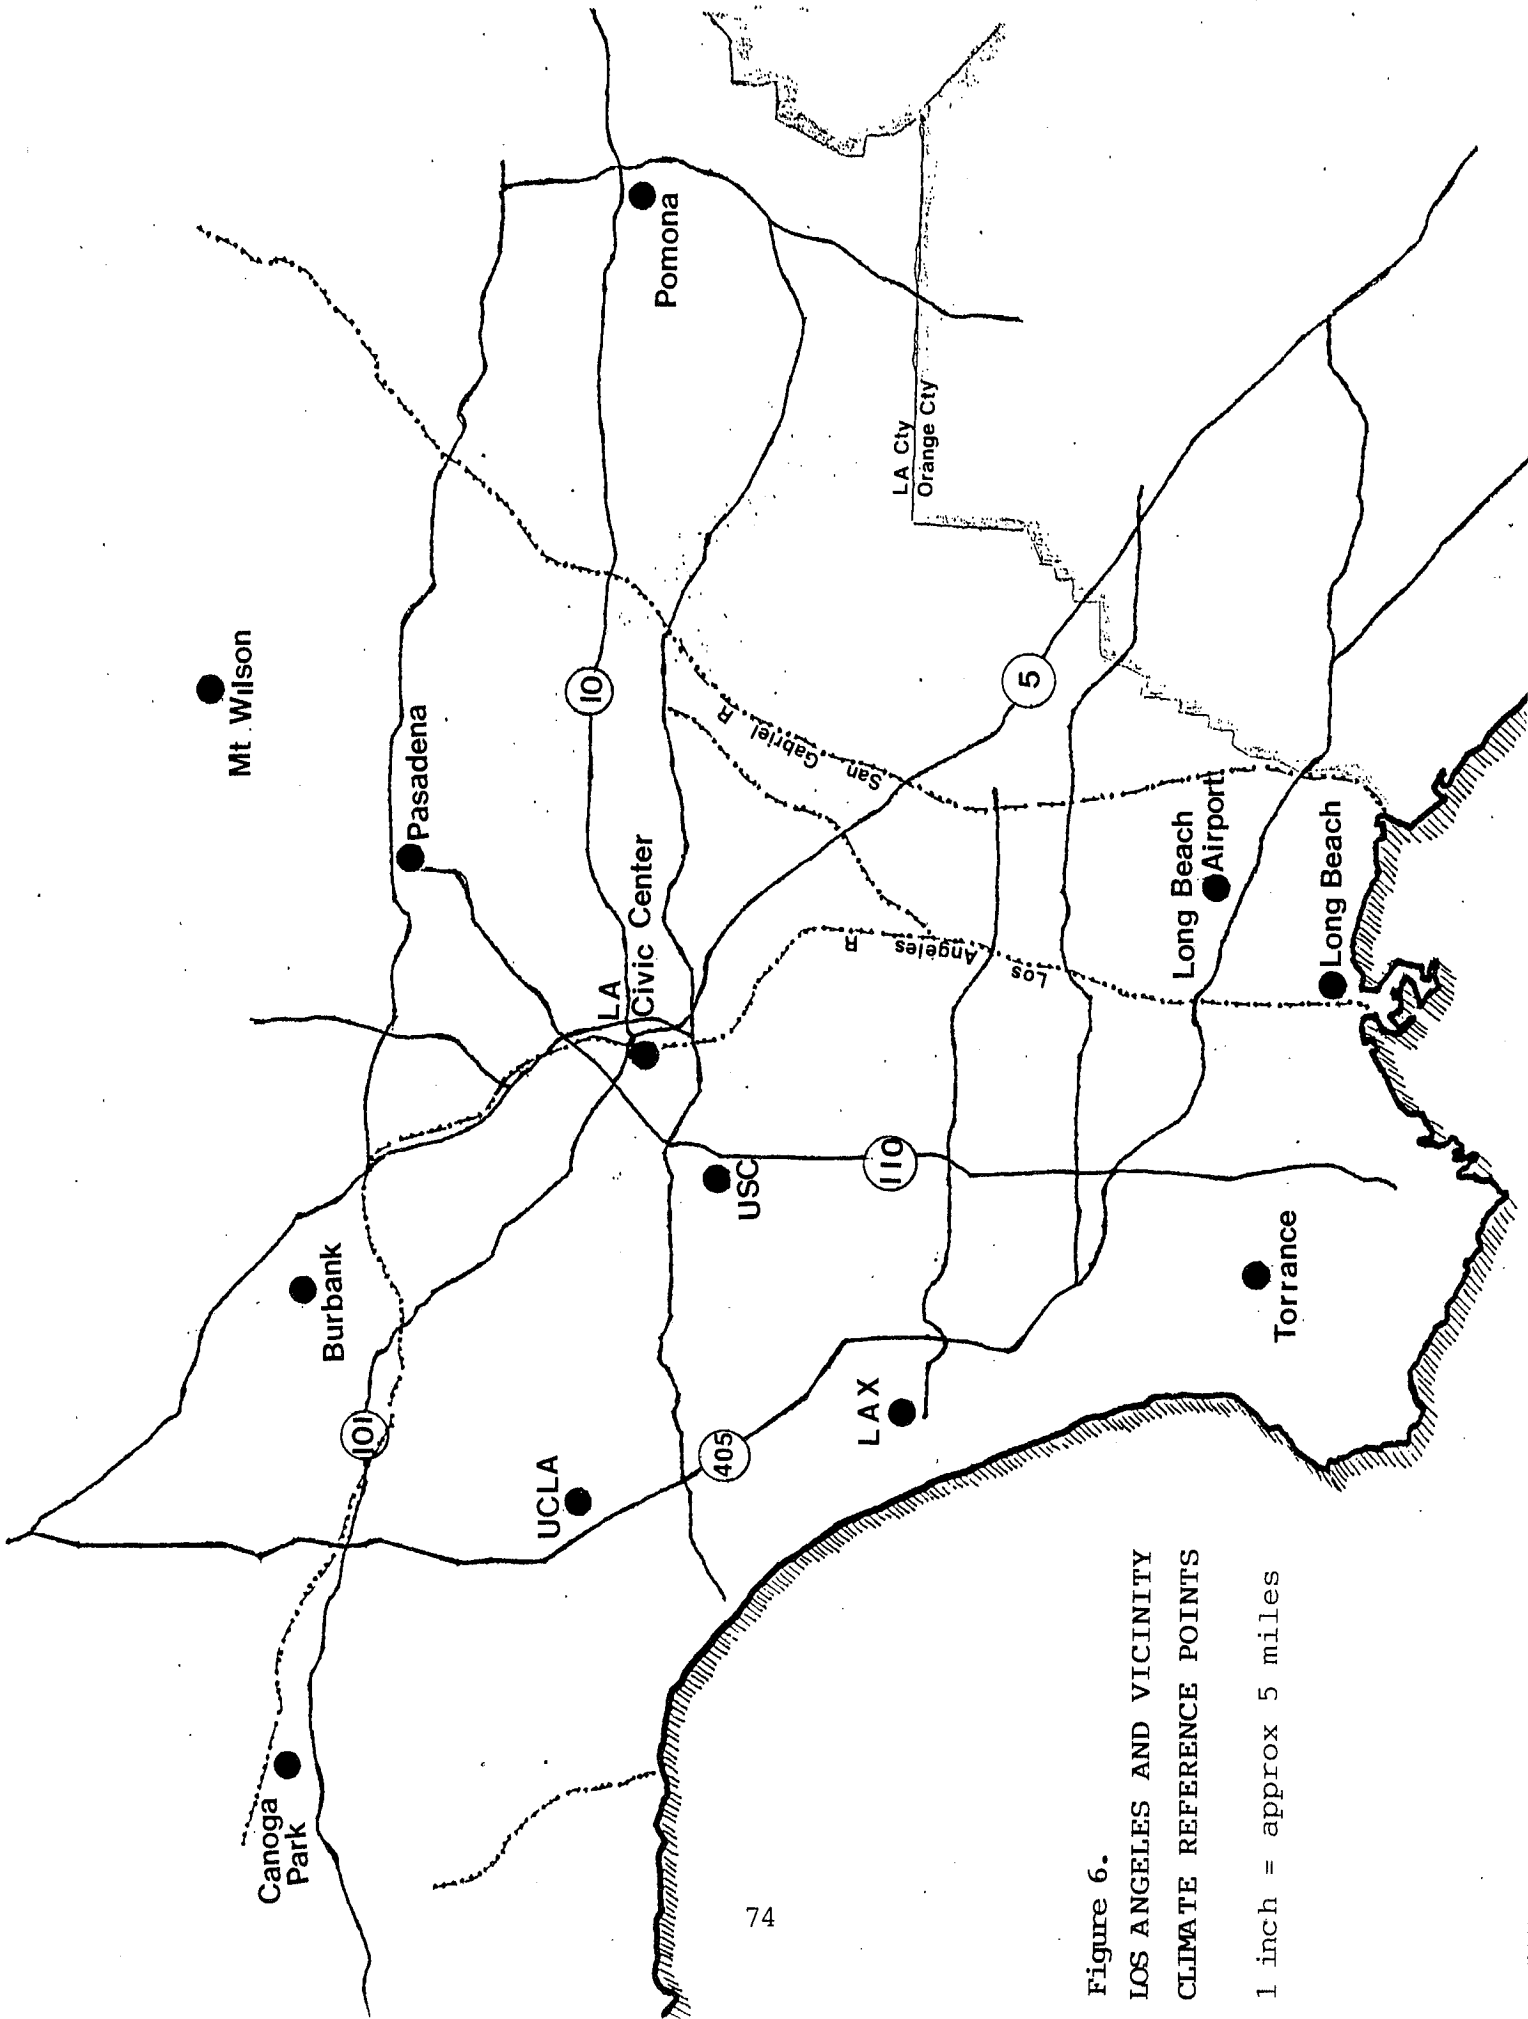 Mt. Wilson
Pasadena
Pomona
Burbank
Canoga
Park
101
10
LA
Civic Center
UCLA
USC
405
110
LAX
5
San Gabriel R
Los Angeles R
LA Cty
Orange Cty
Long Beach
Airport
Long Beach
Torrance
Figure 6.
LOS ANGELES AND VICINITY
CLIMATE REFERENCE POINTS
1 inch = approx 5 miles
74